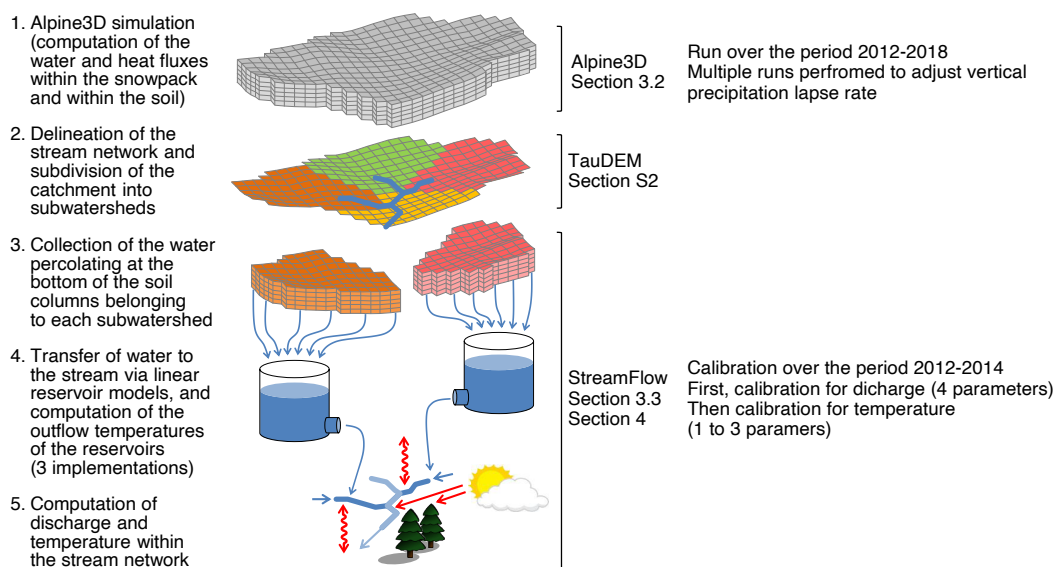 1. Alpine3D simulation
(computation of the
water and heat fluxes
within the snowpack
and within the soil)
Alpine3D
Section 3.2
Run over the period 2012-2018
Multiple runs perfromed to adjust vertical
precipitation lapse rate
2. Delineation of the
stream network and
subdivision of the
catchment into
subwatersheds
TauDEM
Section S2
3. Collection of the water
percolating at the
bottom of the soil
columns belonging
to each subwatershed
4. Transfer of water to
the stream via linear
reservoir models, and
computation of the
outflow temperatures
of the reservoirs
(3 implementations)
5. Computation of
discharge and
temperature within
the stream network
StreamFlow
Section 3.3
Section 4
Calibration over the period 2012-2014
First, calibration for dicharge (4 parameters)
Then calibration for temperature
(1 to 3 paramers)